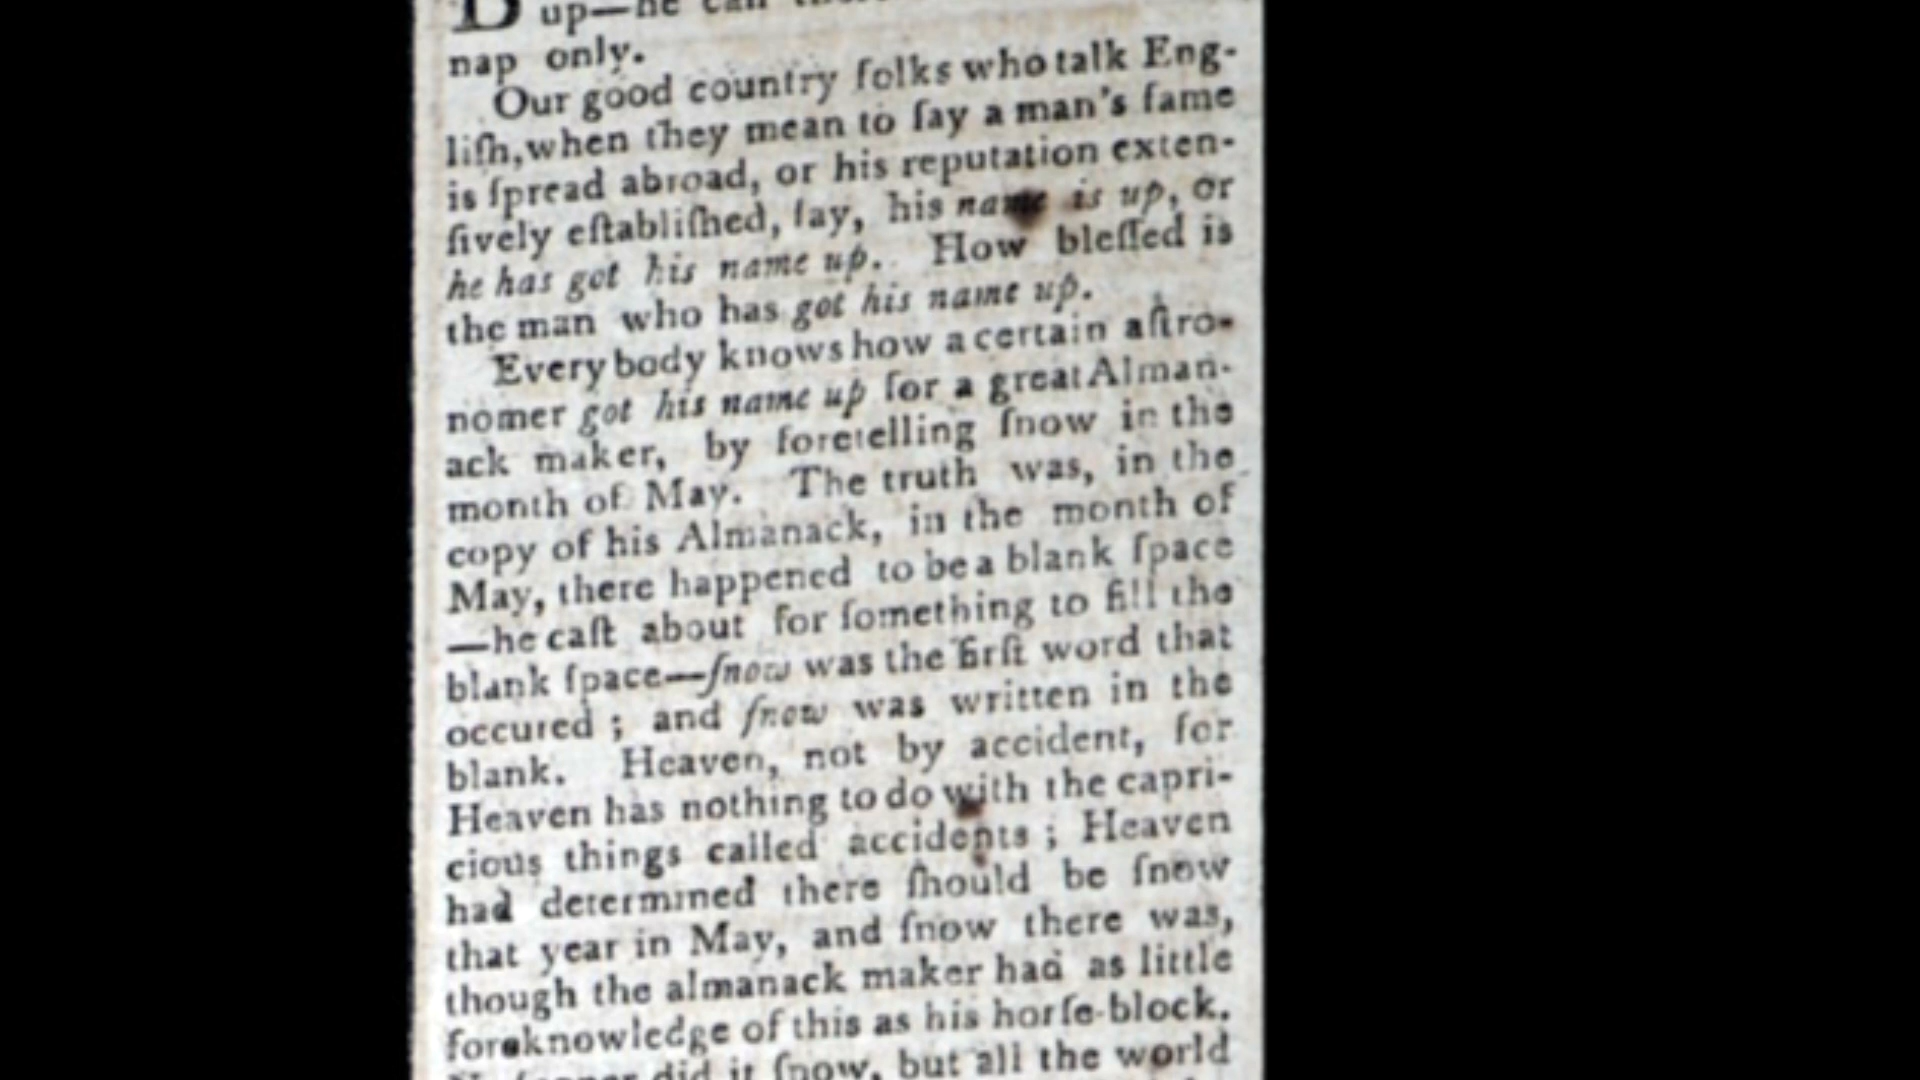 B up—he can
nap only.
Our good country folks who talk Eng-
liſh, when they mean to ſay a man's fame
is ſpread abroad, or his reputation exten-
ſively eſtabliſhed, ſay, his name is up, or
he has got his name up. How bleſſed is
the man who has got his name up.
Every body knows how a certain aſtro-
nomer got his name up for a great Alman-
ack maker, by foretelling ſnow in the
month of May. The truth was, in the
copy of his Almanack, in the month of
May, there happened to be a blank ſpace
—he caſt about for ſomething to fill the
blank ſpace—ſnow was the firſt word that
occured ; and ſnow was written in the
blank. Heaven, not by accident, for
Heaven has nothing to do with the capri-
cious things called accidents ; Heaven
had determined there ſhould be ſnow
that year in May, and ſnow there was,
though the almanack maker had as little
foreknowledge of this as his horſe-block.
did it ſnow, but all the world